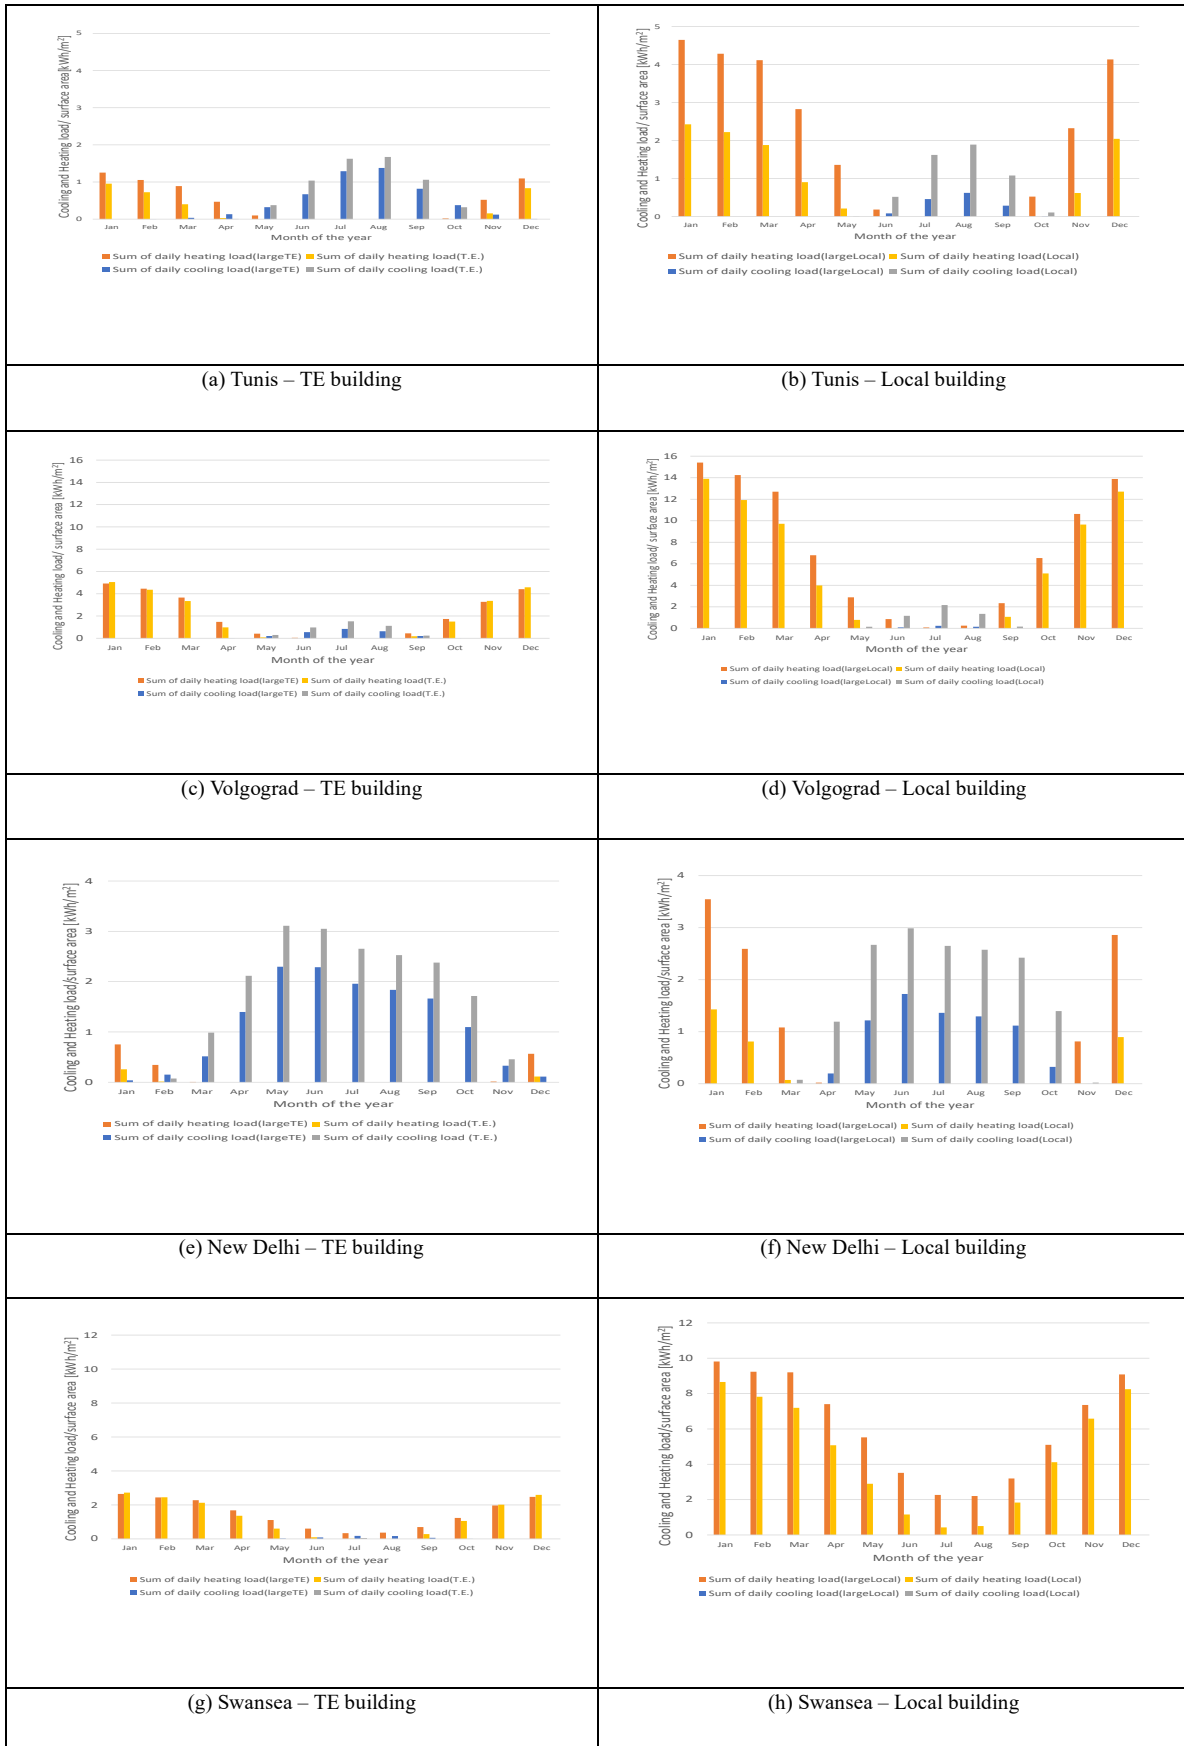 Cooling and Heating load/ surface area[kWh/m²]
5
4
3
2
1
0
Jan Feb Mar Apr May Jun Jul Aug Sep Oct Nov Dec
Month of the year
Sum of daily heating load(largeTE) Sum of daily heating load(T.E.)
Sum of daily cooling load(largeTE) Sum of daily cooling load(T.E.)
(a) Tunis – TE building
Cooling and Heating load/ surface area [kWh/m²]
5
4
3
2
1
0
Jan Feb Mar Apr May Jun Jul Aug Sep Oct Nov Dec
Month of the year
Sum of daily heating load(largeLocal) Sum of daily heating load(Local)
Sum of daily cooling load(largeLocal) Sum of daily cooling load(Local)
(b) Tunis – Local building
Cooling and Heating load/ surface area [kWh/m²]
16
14
12
10
8
6
4
2
0
Jan Feb Mar Apr May Jun Jul Aug Sep Oct Nov Dec
Month of the year
Sum of daily heating load(largeTE) Sum of daily heating load(T.E.)
Sum of daily cooling load(largeTE) Sum of daily cooling load(T.E.)
(c) Volgograd – TE building
Cooling and Heating load/ surface area [kWh/m²]
16
14
12
10
8
6
4
2
0
Jan Feb Mar Apr May Jun Jul Aug Sep Oct Nov Dec
Month of the year
Sum of daily heating load(largeLocal) Sum of daily heating load(Local)
Sum of daily cooling load(largeLocal) Sum of daily cooling load(Local)
(d) Volgograd – Local building
Cooling and Heating load/surface area [kWh/m²]
4
3
2
1
0
Jan Feb Mar Apr May Jun Jul Aug Sep Oct Nov Dec
Month of the year
Sum of daily heating load(largeTE) Sum of daily heating load(T.E.)
Sum of daily cooling load(largeTE) Sum of daily cooling load (T.E.)
(e) New Delhi – TE building
Cooling and Heating load/surface area [kWh/m²]
4
3
2
1
0
Jan Feb Mar Apr May Jun Jul Aug Sep Oct Nov Dec
Month of the year
Sum of daily heating load(largeLocal) Sum of daily heating load(Local)
Sum of daily cooling load(largeLocal) Sum of daily cooling load(Local)
(f) New Delhi – Local building
Cooling and Heating load/surface area [kWh/m²]
12
10
8
6
4
2
0
Jan Feb Mar Apr May Jun Jul Aug Sep Oct Nov Dec
Month of the year
Sum of daily heating load(largeTE) Sum of daily heating load(T.E.)
Sum of daily cooling load(largeTE) Sum of daily cooling load(T.E.)
(g) Swansea – TE building
Cooling and Heating load/surface area [kWh/m²]
12
10
8
6
4
2
0
Jan Feb Mar Apr May Jun Jul Aug Sep Oct Nov Dec
Month of the year
Sum of daily heating load(largeLocal) Sum of daily heating load(Local)
Sum of daily cooling load(largeLocal) Sum of daily cooling load(Local)
(h) Swansea – Local building